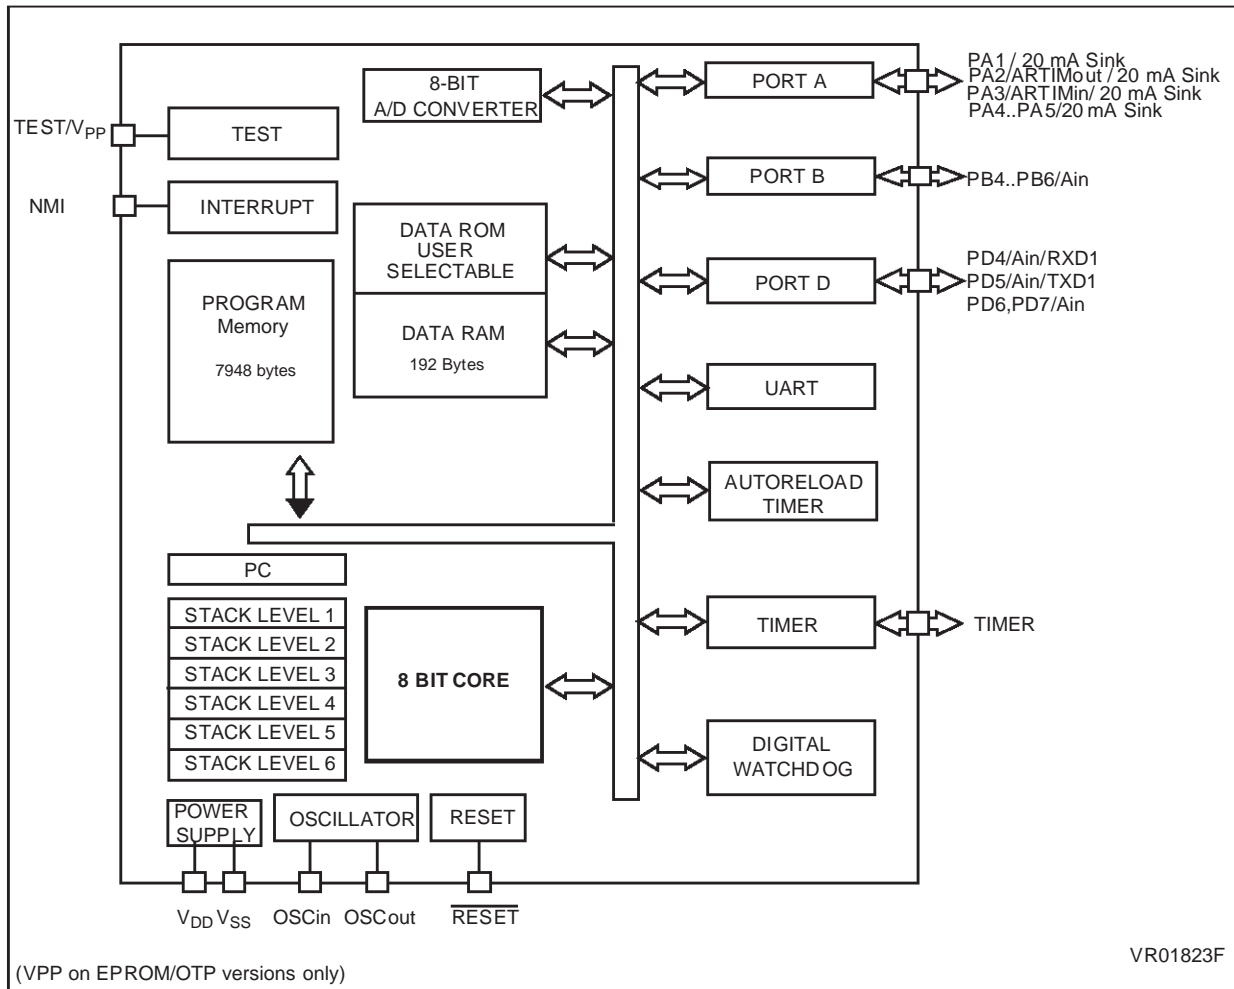 8-BIT
A/D CONVERTER
PORT A
PA1/ 20 mA Sink
PA2/ARTIMout / 20 mA Sink
PA3/ARTIMin/ 20 mA Sink
PA4..PA5/20 mA Sink
TEST/VPP
TEST
PORT B
PB4..PB6/Ain
NMI
INTERRUPT
DATA ROM
USER
SELECTABLE
PORT D
PD4/Ain/RXD1
PD5/Ain/TXD1
PD6,PD7/Ain
PROGRAM
Memory
7948 bytes
DATA RAM
192 Bytes
UART
AUTORELOAD
TIMER
PC
STACK LEVEL 1
STACK LEVEL 2
STACK LEVEL 3
STACK LEVEL 4
STACK LEVEL 5
STACK LEVEL 6
8 BIT CORE
TIMER
TIMER
DIGITAL
WATCHDOG
POWER
SUPPLY
OSCILLATOR
RESET
VDD VSS
OSCin
OSCout
RESET
VR01823F
(VPP on EPROM/OTP versions only)